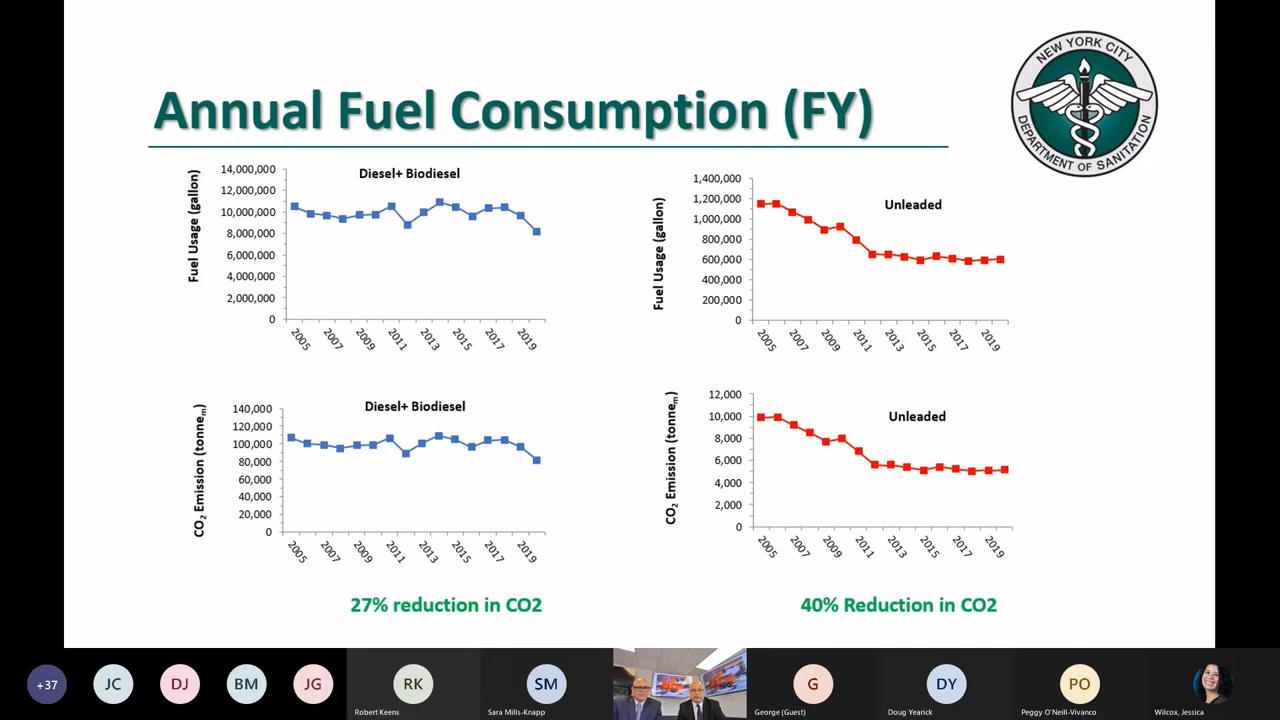 Annual Fuel Consumption (FY)
NEW YORK CITY
DEPARTMENT OF SANITATION
Diesel+ Biodiesel
Fuel Usage (gallon)
14,000,000
12,000,000
10,000,000
8,000,000
6,000,000
4,000,000
2,000,000
0
2005
2007
2009
2011
2013
2015
2017
2019
Unleaded
Fuel Usage (gallon)
1,400,000
1,200,000
1,000,000
800,000
600,000
400,000
200,000
0
2005
2007
2009
2011
2013
2015
2017
2019
Diesel+ Biodiesel
CO₂ Emission (tonneₘ)
140,000
120,000
100,000
80,000
60,000
40,000
20,000
0
2005
2007
2009
2011
2013
2015
2017
2019
Unleaded
CO₂ Emission (tonneₘ)
12,000
10,000
8,000
6,000
4,000
2,000
0
2005
2007
2009
2011
2013
2015
2017
2019
27% reduction in CO2
40% Reduction in CO2
+37
JC
DJ
BM
JG
RK
Robert Keens
SM
Sara Mills-Knapp
G
George (Guest)
DY
Doug Yearick
PO
Peggy O'Neill-Vivanco
Wilcox, Jessica